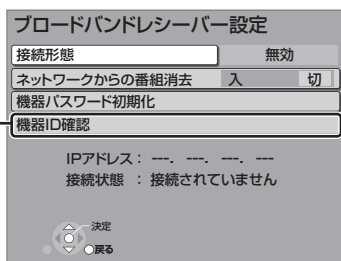 ブロードバンドレシーバー設定
接続形態 無効
ネットワークからの番組消去 入 切
機器パスワード初期化
機器ID確認
IPアドレス： ---. ---. ---. ---
接続状態 ： 接続されていません
決定
戻る